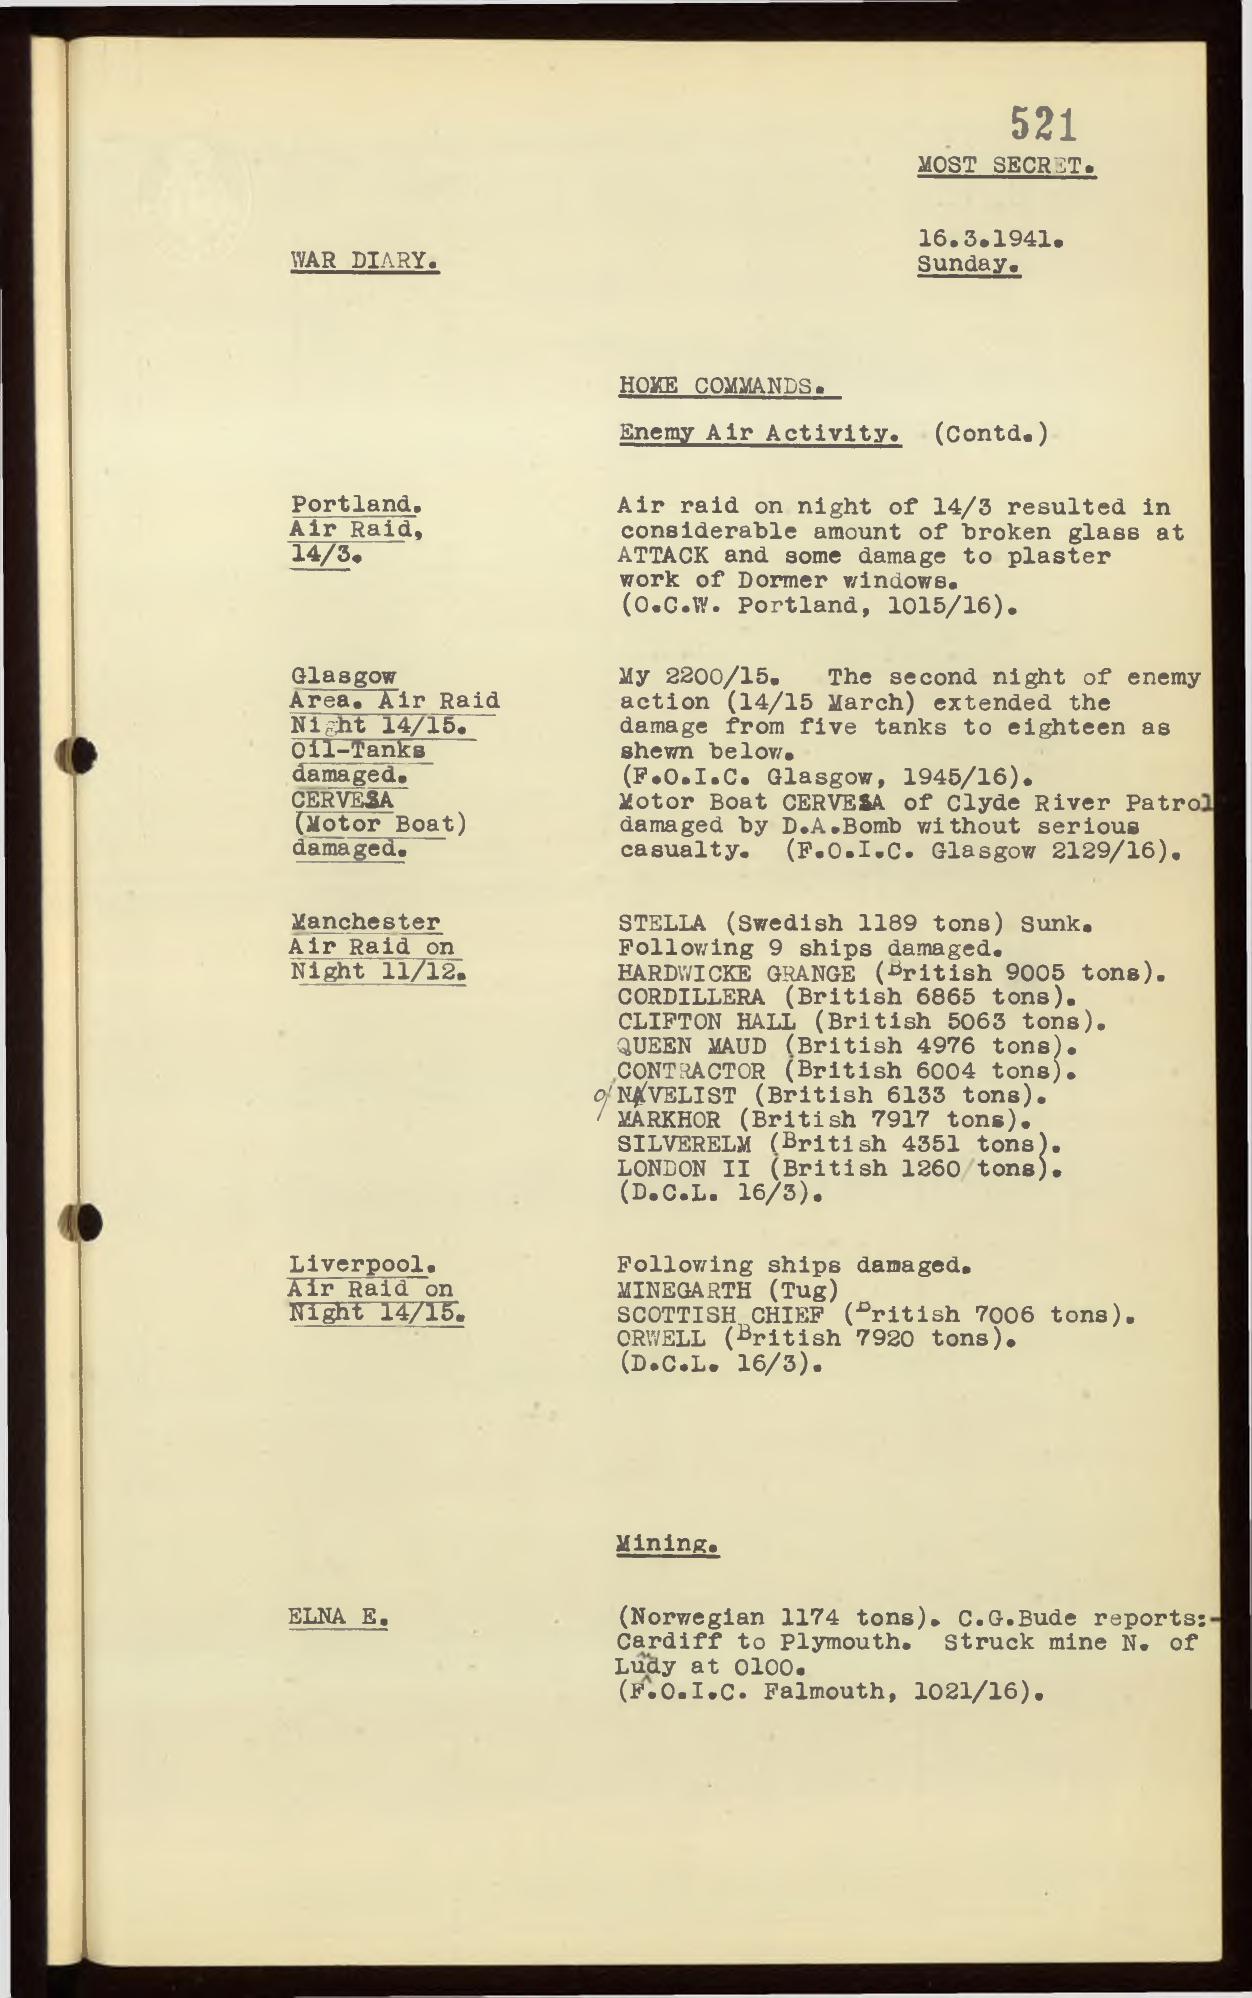 521
MOST SECRET.
16.3.1941.
WAR DIARY.
Sunday.
HOME COMMANDS.
Enemy Air Activity. (Contd.)
Portland.
Air Raid,
14/3.
Air raid on night of 14/3 resulted in
considerable amount of broken glass at
ATTACK and some damage to plaster
work of Dormer windows.
(O.C.W. Portland, 1015/16).
Glasgow
Area. Air Raid
Night 14/15.
Oil-Tanks
damaged.
CERVESA
(Motor Boat)
damaged.
My 2200/15. The second night of enemy
action (14/15 March) extended the
damage from five tanks to eighteen as
shewn below.
(F.O.I.C. Glasgow, 1945/16).
Motor Boat CERVESA of Clyde River Patrol
damaged by D.A.Bomb without serious
casualty. (F.O.I.C. Glasgow 2129/16).
Manchester
Air Raid on
Night 11/12.
STELLA (Swedish 1189 tons) Sunk.
Following 9 ships damaged.
HARDWICKE GRANGE (British 9005 tons).
CORDILLERA (British 6865 tons).
CLIFTON HALL (British 5063 tons).
QUEEN MAUD (British 4976 tons).
CONTRACTOR (British 6004 tons).
o/ NAVELIST (British 6133 tons).
MARKHOR (British 7917 tons).
SILVERELM (British 4351 tons).
LONDON II (British 1260 tons).
(D.C.L. 16/3).
Liverpool.
Air Raid on
Night 14/15.
Following ships damaged.
MINEGARTH (Tug)
SCOTTISH CHIEF (British 7006 tons).
ORWELL (British 7920 tons).
(D.C.L. 16/3).
Mining.
ELNA E.
(Norwegian 1174 tons). C.G.Bude reports:-
Cardiff to Plymouth. Struck mine N. of
Ludy at 0100.
(F.O.I.C. Falmouth, 1021/16).